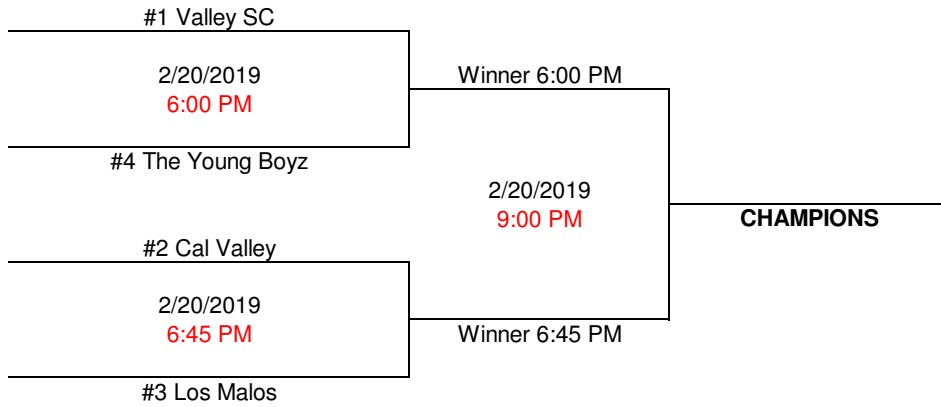 #1 Valley SC
2/20/2019
6:00 PM
#4 The Young Boyz
Winner 6:00 PM
2/20/2019
9:00 PM
CHAMPIONS
#2 Cal Valley
2/20/2019
6:45 PM
#3 Los Malos
Winner 6:45 PM